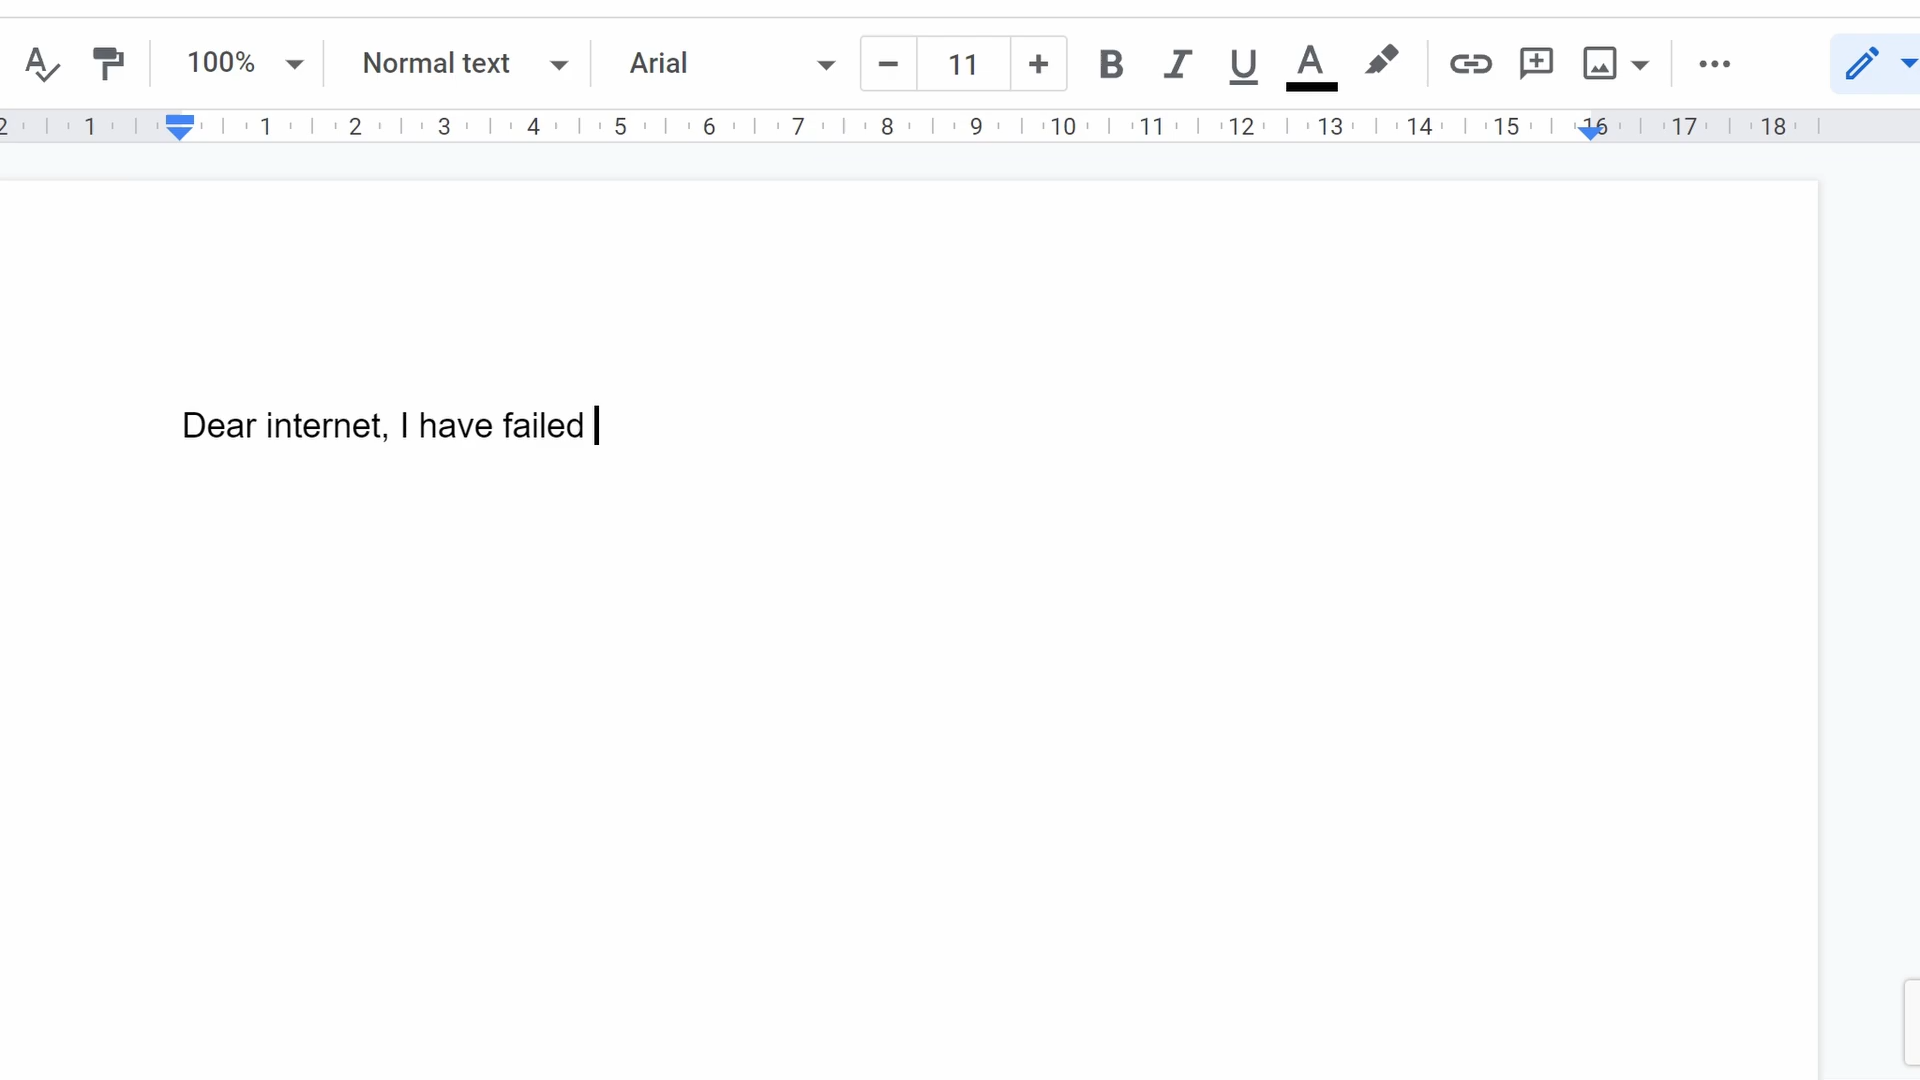 100% Normal text Arial − 11 + B I U A
2 1 1 2 3 4 5 6 7 8 9 10 11 12 13 14 15 16 17 18
Dear internet, I have failed